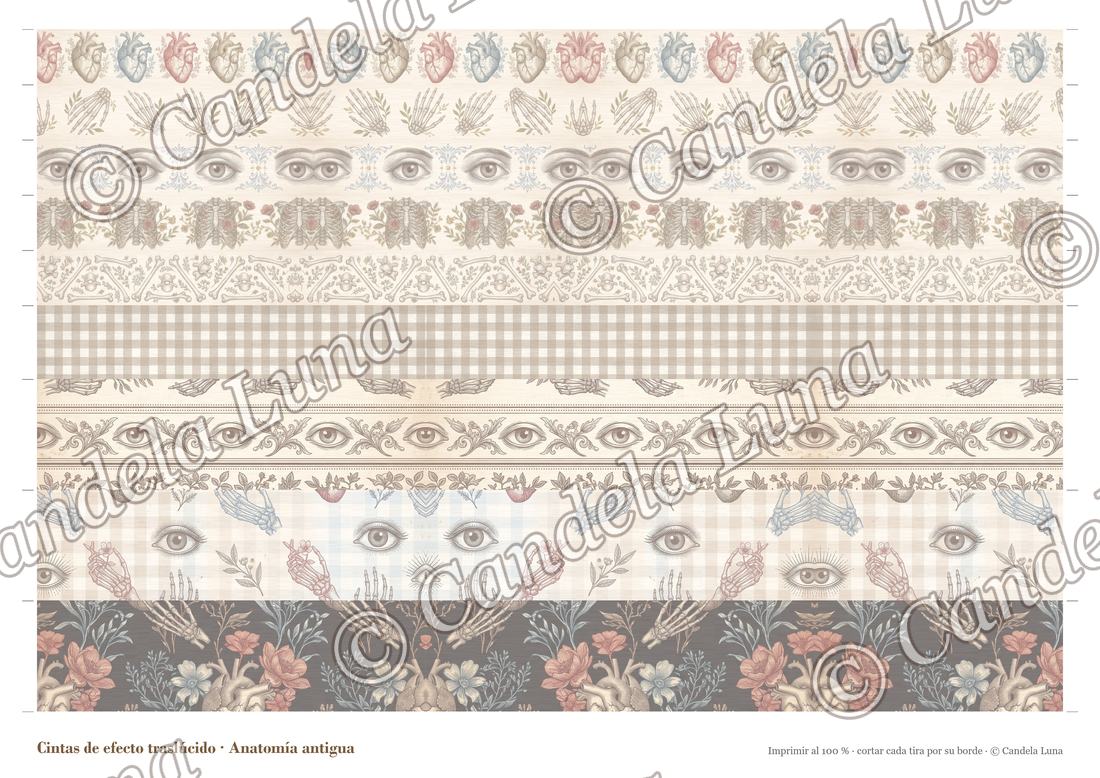 © Candela Luna
© Candela Luna
©
Candela Luna
© Candela Luna
© Candela
Cintas de efecto traslúcido · Anatomía antigua
Imprimir al 100 % · cortar cada tira por su borde · © Candela Luna